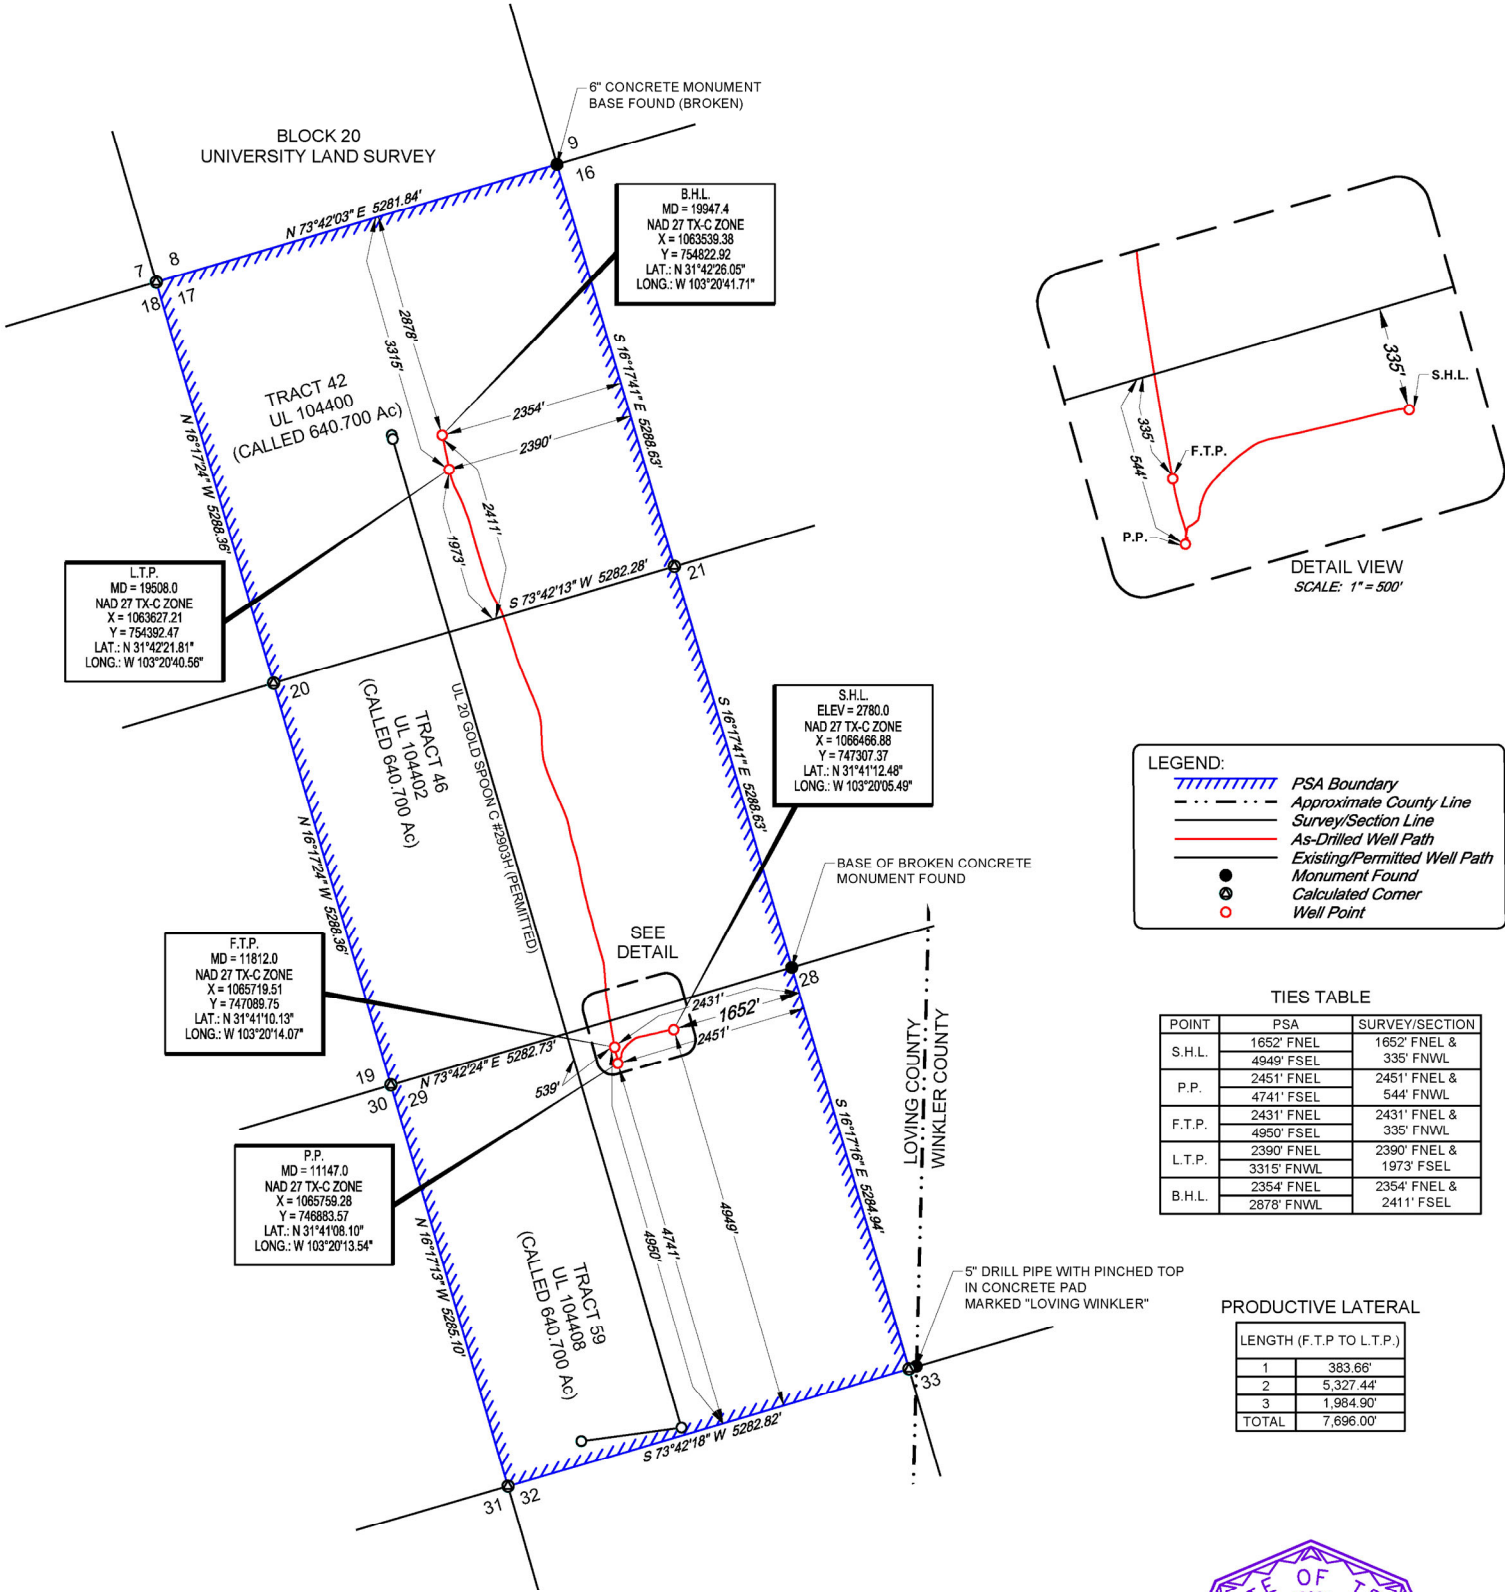 6" CONCRETE MONUMENT
BASE FOUND (BROKEN)
BLOCK 20
UNIVERSITY LAND SURVEY
9
16
N 73°42'03" E 5281.84'
7
8
18
17
B.H.L.
MD = 19947.4
NAD 27 TX-C ZONE
X = 1063539.38
Y = 754822.92
LAT.: N 31°42'26.05"
LONG.: W 103°20'41.71"
2878'
3315'
S 16°17'41" E 5288.63'
TRACT 42
UL 104400
(CALLED 640.700 Ac)
N 16°17'24" W 5288.36'
2354'
2390'
2411'
1973'
335'
S.H.L.
335'
F.T.P.
544'
P.P.
DETAIL VIEW
SCALE: 1" = 500'
L.T.P.
MD = 19508.0
NAD 27 TX-C ZONE
X = 1063627.21
Y = 754392.47
LAT.: N 31°42'21.81"
LONG.: W 103°20'40.56"
S 73°42'13" W 5282.28'
21
20
TRACT 46
UL 104402
(CALLED 640.700 Ac)
UL 20 GOLD SPOON C #2903H (PERMITTED)
S 16°17'41" E 5288.63'
S.H.L.
ELEV = 2780.0
NAD 27 TX-C ZONE
X = 1066466.88
Y = 747307.37
LAT.: N 31°41'12.48"
LONG.: W 103°20'05.49"
N 16°17'24" W 5288.36'
LEGEND:
PSA Boundary
Approximate County Line
Survey/Section Line
As-Drilled Well Path
Existing/Permitted Well Path
Monument Found
Calculated Corner
Well Point
BASE OF BROKEN CONCRETE
MONUMENT FOUND
SEE
DETAIL
F.T.P.
MD = 11812.0
NAD 27 TX-C ZONE
X = 1065719.51
Y = 747089.75
LAT.: N 31°41'10.13"
LONG.: W 103°20'14.07"
28
2431'
1652'
2451'
19
30
29
N 73°42'24" E 5282.73'
539'
LOVING COUNTY
WINKLER COUNTY
TIES TABLE
POINT PSA SURVEY/SECTION
S.H.L. 1652' FNEL 1652' FNEL &
4949' FSEL 335' FNWL
P.P. 2451' FNEL 2451' FNEL &
4741' FSEL 544' FNWL
F.T.P. 2431' FNEL 2431' FNEL &
4950' FSEL 335' FNWL
L.T.P. 2390' FNEL 2390' FNEL &
3315' FNWL 1973' FSEL
B.H.L. 2354' FNEL 2354' FNEL &
2878' FNWL 2411' FSEL
P.P.
MD = 11147.0
NAD 27 TX-C ZONE
X = 1065759.28
Y = 746883.57
LAT.: N 31°41'08.10"
LONG.: W 103°20'13.54"
S 16°17'16" E 5284.94'
4949'
4741'
4950'
N 16°17'13" W 5285.10'
TRACT 59
UL 104408
(CALLED 640.700 Ac)
5" DRILL PIPE WITH PINCHED TOP
IN CONCRETE PAD
MARKED "LOVING WINKLER"
33
S 73°42'18" W 5282.82'
31
32
PRODUCTIVE LATERAL
LENGTH (F.T.P TO L.T.P.)
1 383.66'
2 5,327.44'
3 1,984.90'
TOTAL 7,696.00'
OF